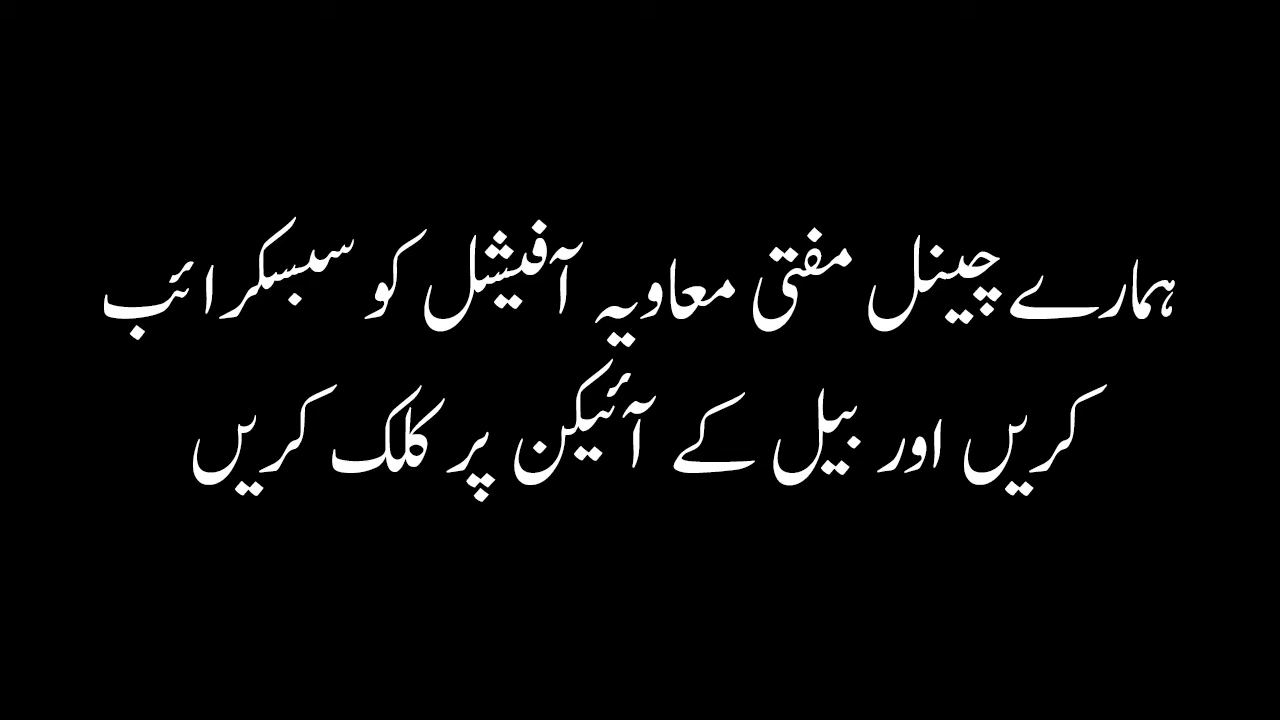 ہمارے چینل مفتی معاویہ آفیشل کو سبسکرائب
کریں اور بیل کے آئیکن پر کلک کریں